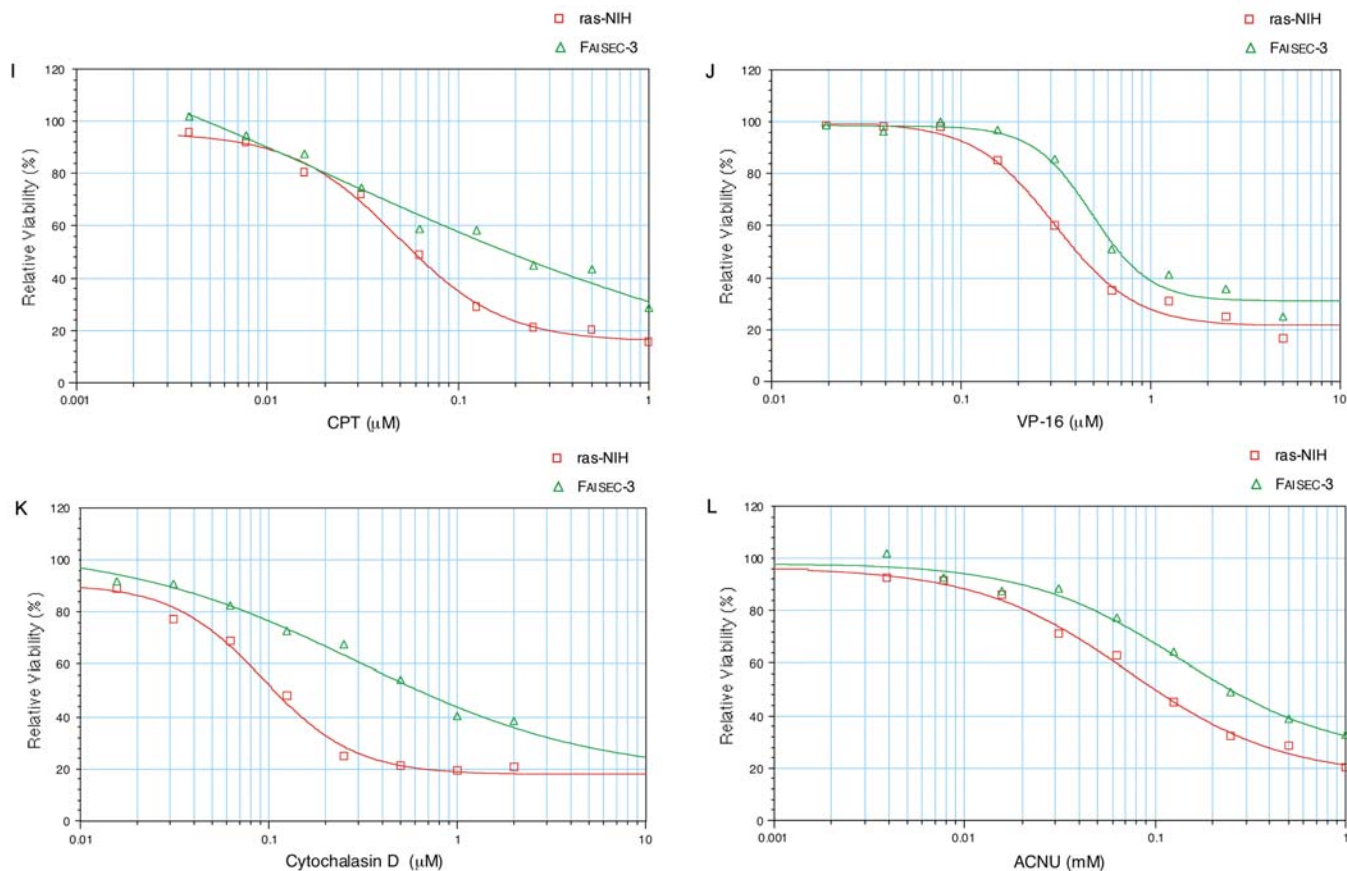 ras-NIH
FAISEC-3
I
120
100
80
60
40
20
0
Relative Viability (%)
0.001
0.01
0.1
1
CPT (μM)
ras-NIH
FAISEC-3
J
120
100
80
60
40
20
0
Relative Viability (%)
0.1
1
10
VP-16 (μM)
ras-NIH
FAISEC-3
K
120
100
80
60
40
20
0
Relative Viability (%)
0.01
0.1
1
10
Cytochalasin D (μM)
ras-NIH
FAISEC-3
L
120
100
80
60
40
20
0
Relative Viability (%)
0.001
0.01
0.1
1
ACNU (mM)